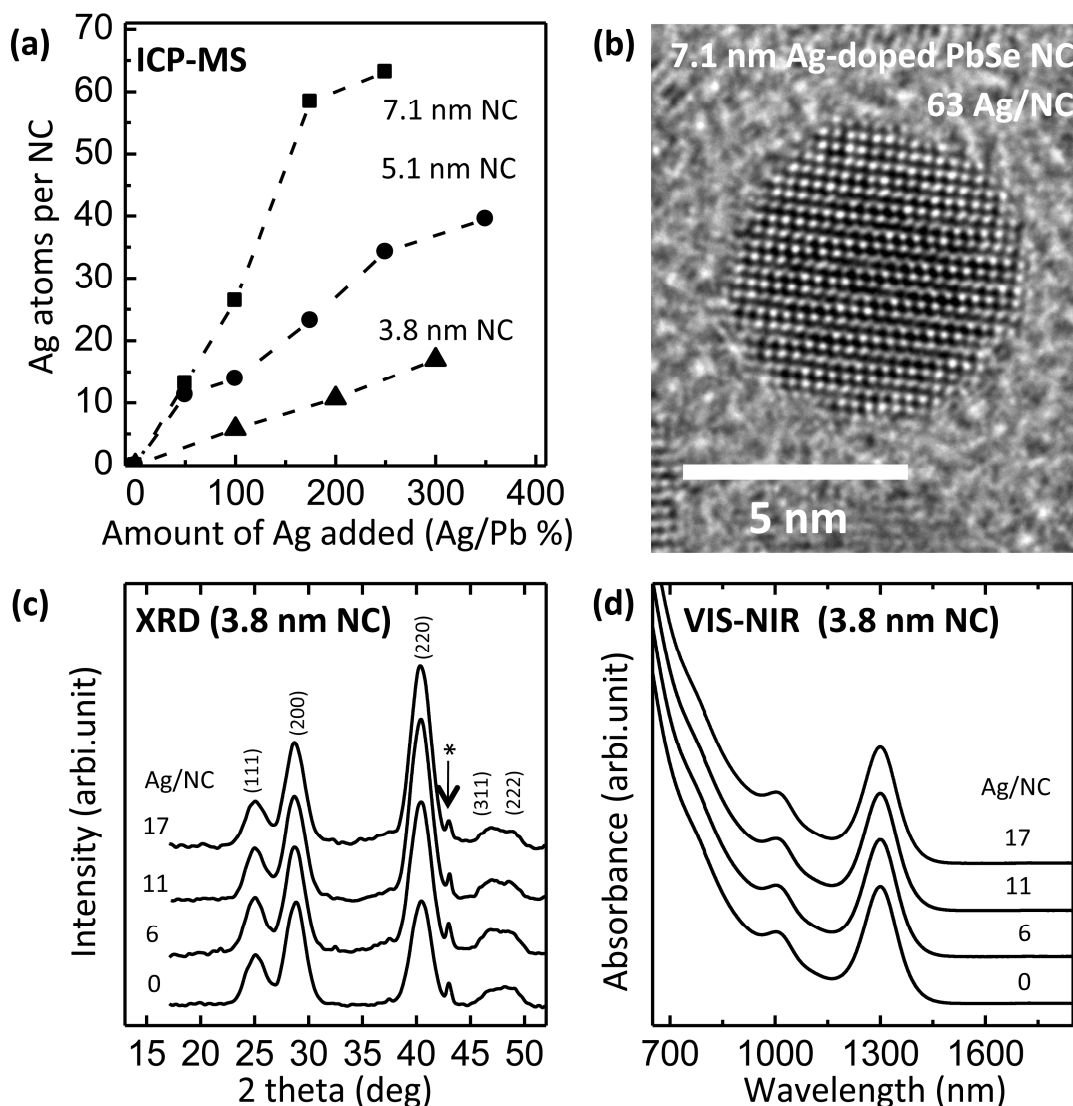 (a)
ICP-MS
70
60
50
40
30
20
10
0
Ag atoms per NC
7.1 nm NC
5.1 nm NC
3.8 nm NC
0 100 200 300 400
Amount of Ag added (Ag/Pb %)
(b)
7.1 nm Ag-doped PbSe NC
63 Ag/NC
5 nm
(c)
XRD (3.8 nm NC)
Intensity (arbi.unit)
Ag/NC
17
11
6
0
(111)
(200)
(220)
*
(311)
(222)
15 20 25 30 35 40 45 50
2 theta (deg)
(d)
VIS-NIR (3.8 nm NC)
Absorbance (arbi.unit)
Ag/NC
17
11
6
0
700 1000 1300 1600
Wavelength (nm)